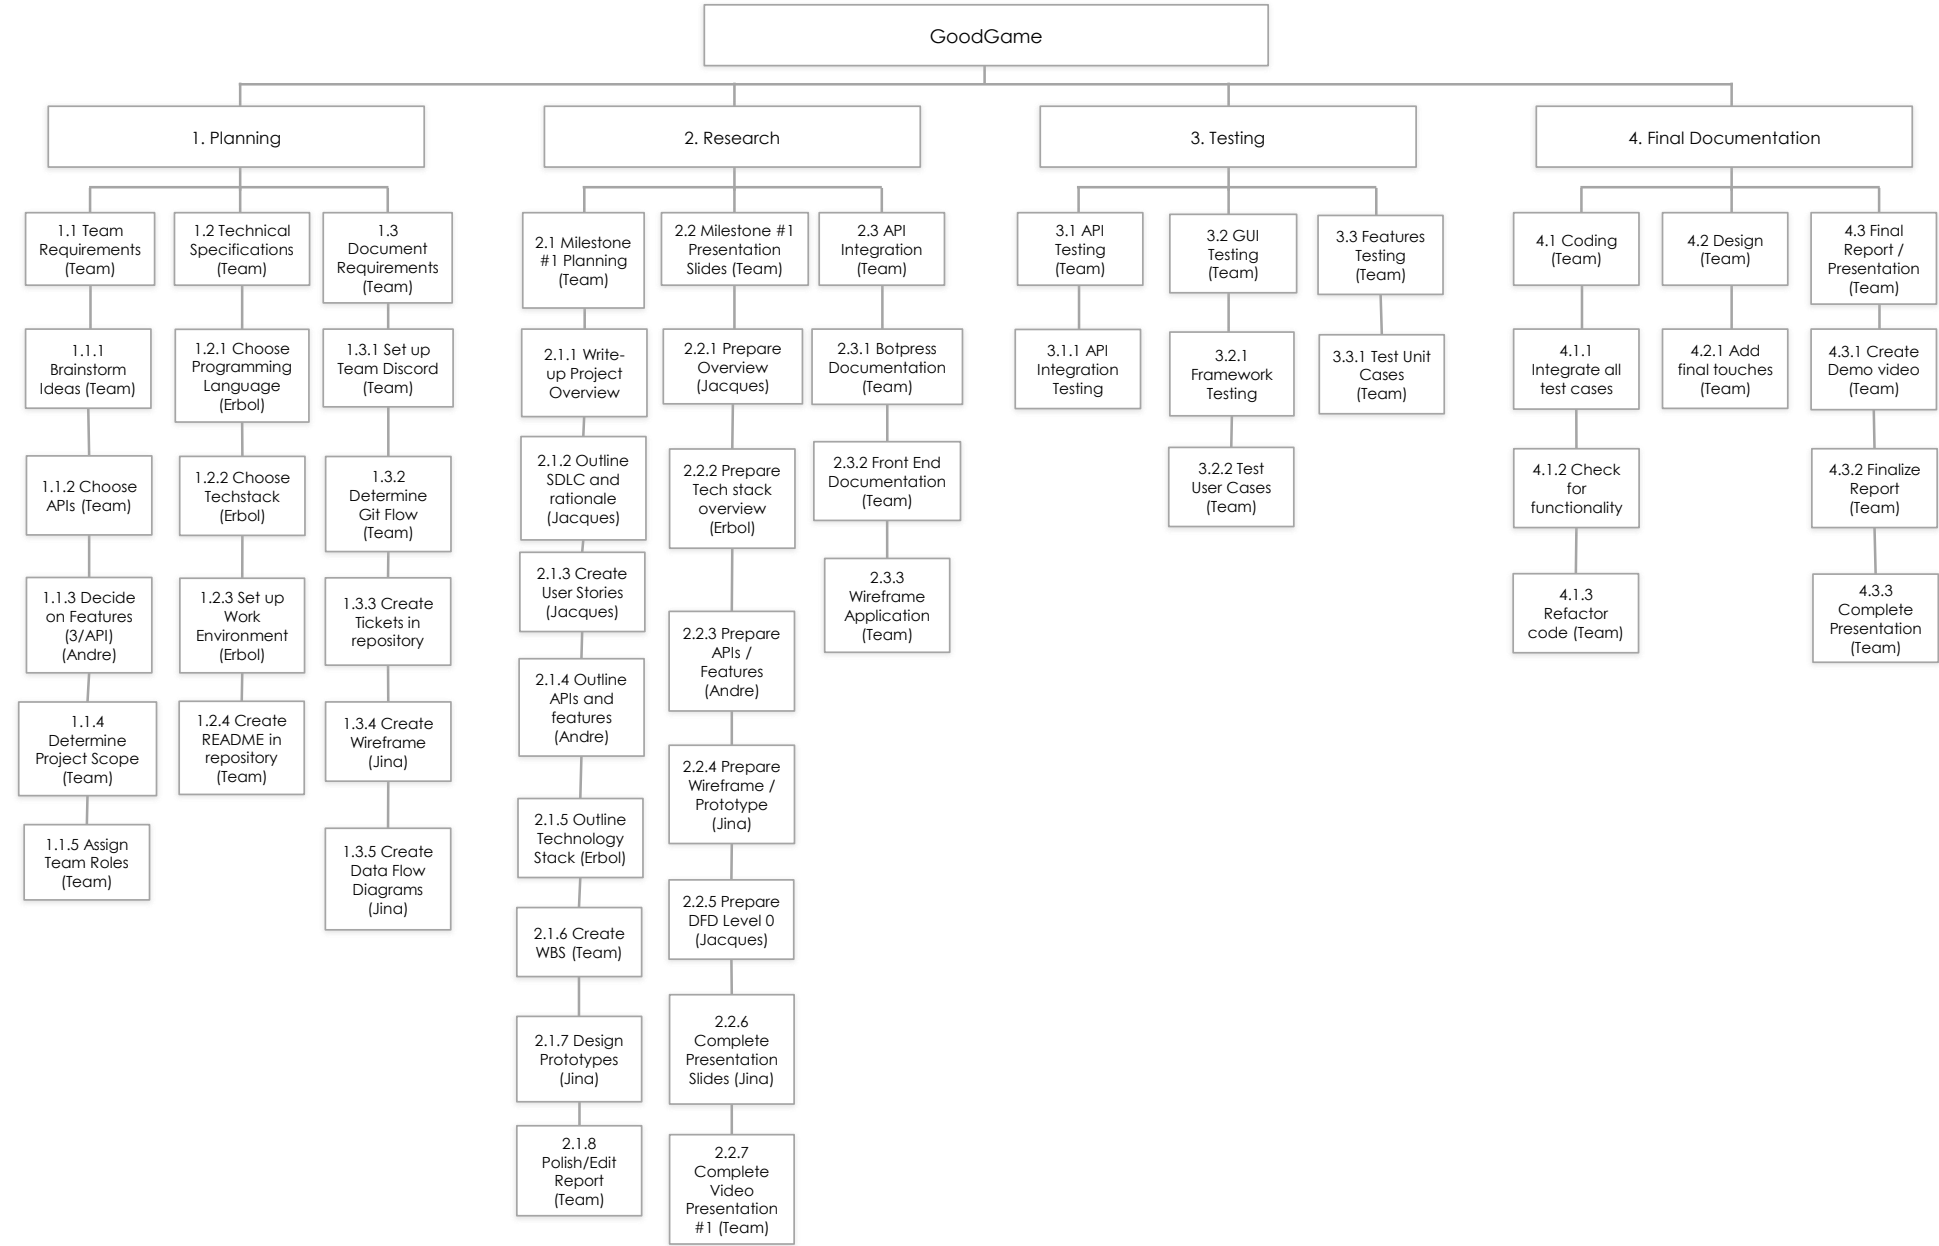 GoodGame
1. Planning
2. Research
3. Testing
4. Final Documentation
1.1 Team
Requirements
(Team)
1.1.1
Brainstorm
Ideas (Team)
1.1.2 Choose
APIs (Team)
1.1.3 Decide
on Features
(3/API)
(Andre)
1.1.4
Determine
Project Scope
(Team)
1.1.5 Assign
Team Roles
(Team)
1.2 Technical
Specifications
(Team)
1.2.1 Choose
Programming
Language
(Erbol)
1.2.2 Choose
Techstack
(Erbol)
1.2.3 Set up
Work
Environment
(Erbol)
1.2.4 Create
README in
repository
(Team)
1.3
Document
Requirements
(Team)
1.3.1 Set up
Team Discord
(Team)
1.3.2
Determine
Git Flow
(Team)
1.3.3 Create
Tickets in
repository
1.3.4 Create
Wireframe
(Jina)
1.3.5 Create
Data Flow
Diagrams
(Jina)
2.1 Milestone
#1 Planning
(Team)
2.1.1 Write-
up Project
Overview
2.1.2 Outline
SDLC and
rationale
(Jacques)
2.1.3 Create
User Stories
(Jacques)
2.1.4 Outline
APIs and
features
(Andre)
2.1.5 Outline
Technology
Stack (Erbol)
2.1.6 Create
WBS (Team)
2.1.7 Design
Prototypes
(Jina)
2.1.8
Polish/Edit
Report
(Team)
2.2 Milestone #1
Presentation
Slides (Team)
2.2.1 Prepare
Overview
(Jacques)
2.2.2 Prepare
Tech stack
overview
(Erbol)
2.2.3 Prepare
APIs /
Features
(Andre)
2.2.4 Prepare
Wireframe /
Prototype
(Jina)
2.2.5 Prepare
DFD Level 0
(Jacques)
2.2.6
Complete
Presentation
Slides (Jina)
2.2.7
Complete
Video
Presentation
#1 (Team)
2.3 API
Integration
(Team)
2.3.1 Botpress
Documentation
(Team)
2.3.2 Front End
Documentation
(Team)
2.3.3
Wireframe
Application
(Team)
3.1 API
Testing
(Team)
3.1.1 API
Integration
Testing
3.2 GUI
Testing
(Team)
3.2.1
Framework
Testing
3.2.2 Test
User Cases
(Team)
3.3 Features
Testing
(Team)
3.3.1 Test Unit
Cases
(Team)
4.1 Coding
(Team)
4.1.1
Integrate all
test cases
4.1.2 Check
for
functionality
4.1.3
Refactor
code (Team)
4.2 Design
(Team)
4.2.1 Add
final touches
(Team)
4.3 Final
Report /
Presentation
(Team)
4.3.1 Create
Demo video
(Team)
4.3.2 Finalize
Report
(Team)
4.3.3
Complete
Presentation
(Team)